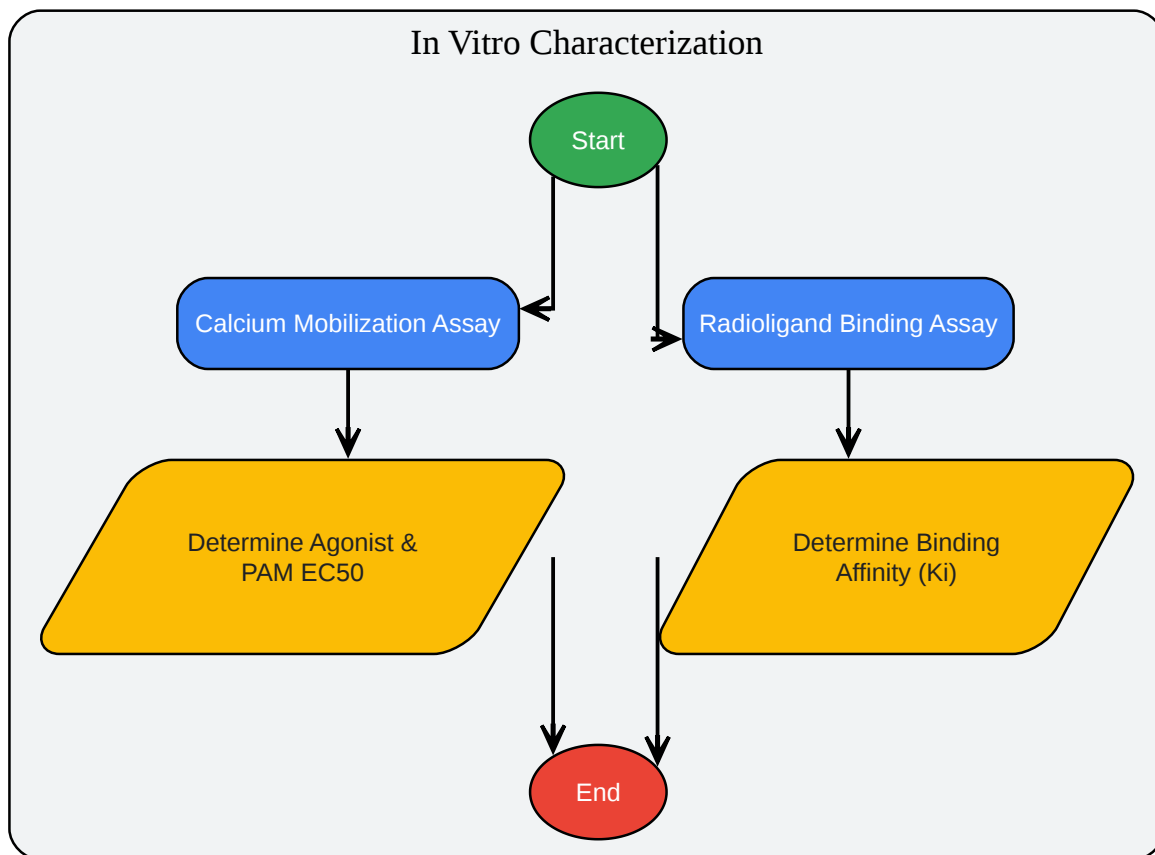 In Vitro Characterization
Start
Calcium Mobilization Assay
Radioligand Binding Assay
Determine Agonist &
PAM EC50
Determine Binding
Affinity (Ki)
End